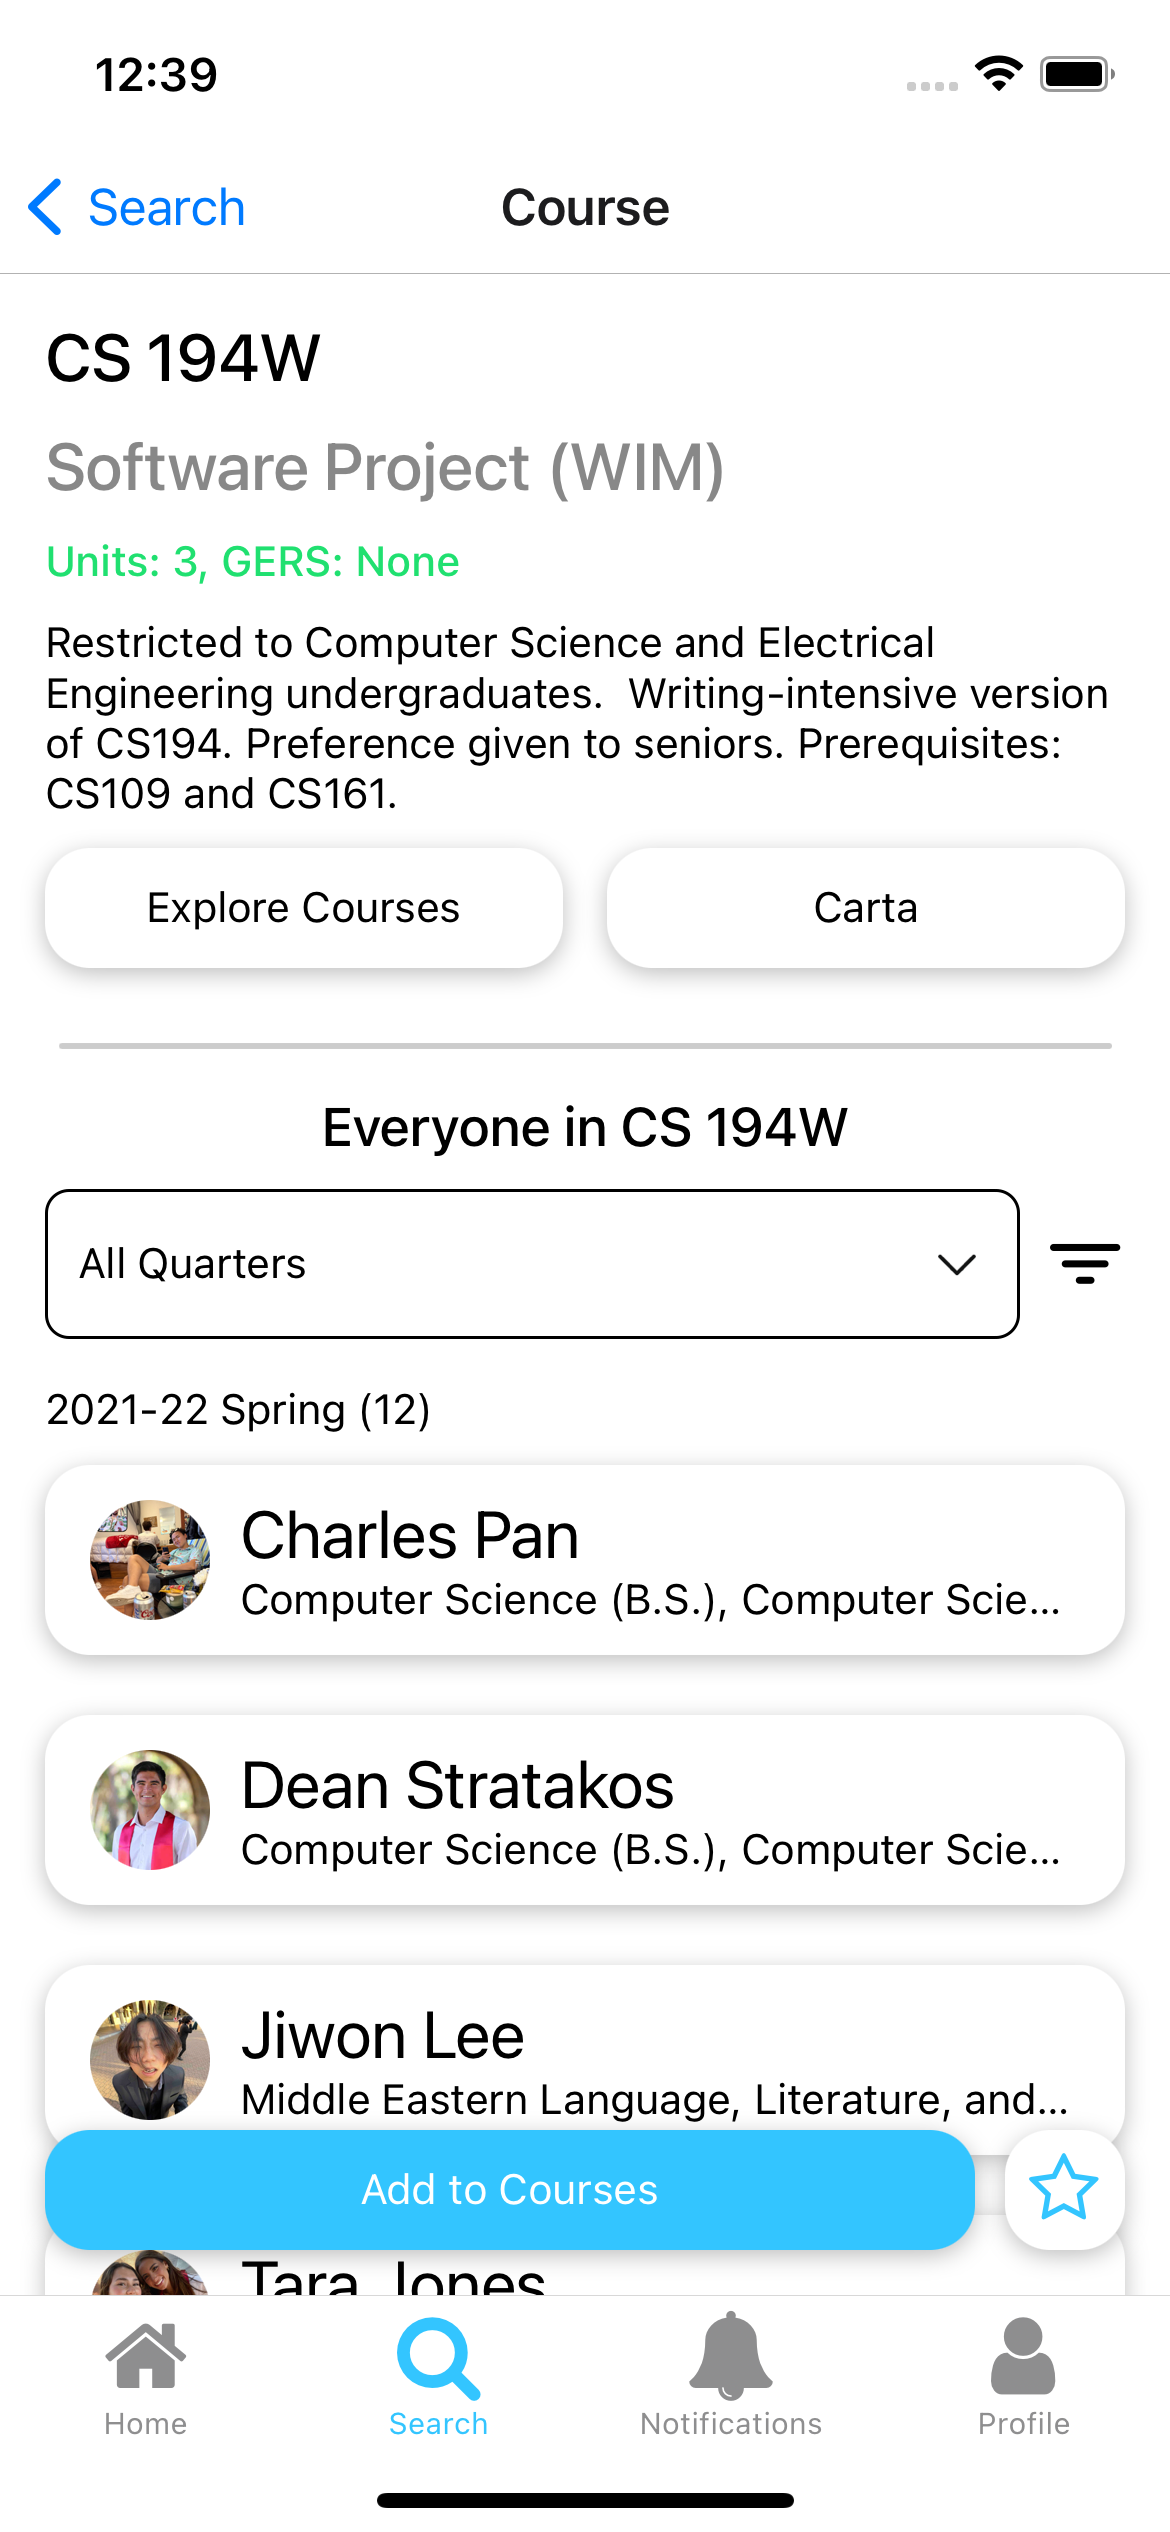 12:39
Search
Course
CS 194W
Software Project (WIM)
Units: 3, GERS: None
Restricted to Computer Science and Electrical
Engineering undergraduates.  Writing-intensive version
of CS194. Preference given to seniors. Prerequisites:
CS109 and CS161.
Explore Courses
Carta
Everyone in CS 194W
All Quarters
2021-22 Spring (12)
Charles Pan
Computer Science (B.S.), Computer Scie...
Dean Stratakos
Computer Science (B.S.), Computer Scie...
Jiwon Lee
Middle Eastern Language, Literature, and...
Add to Courses
Tara Jones
Home
Search
Notifications
Profile